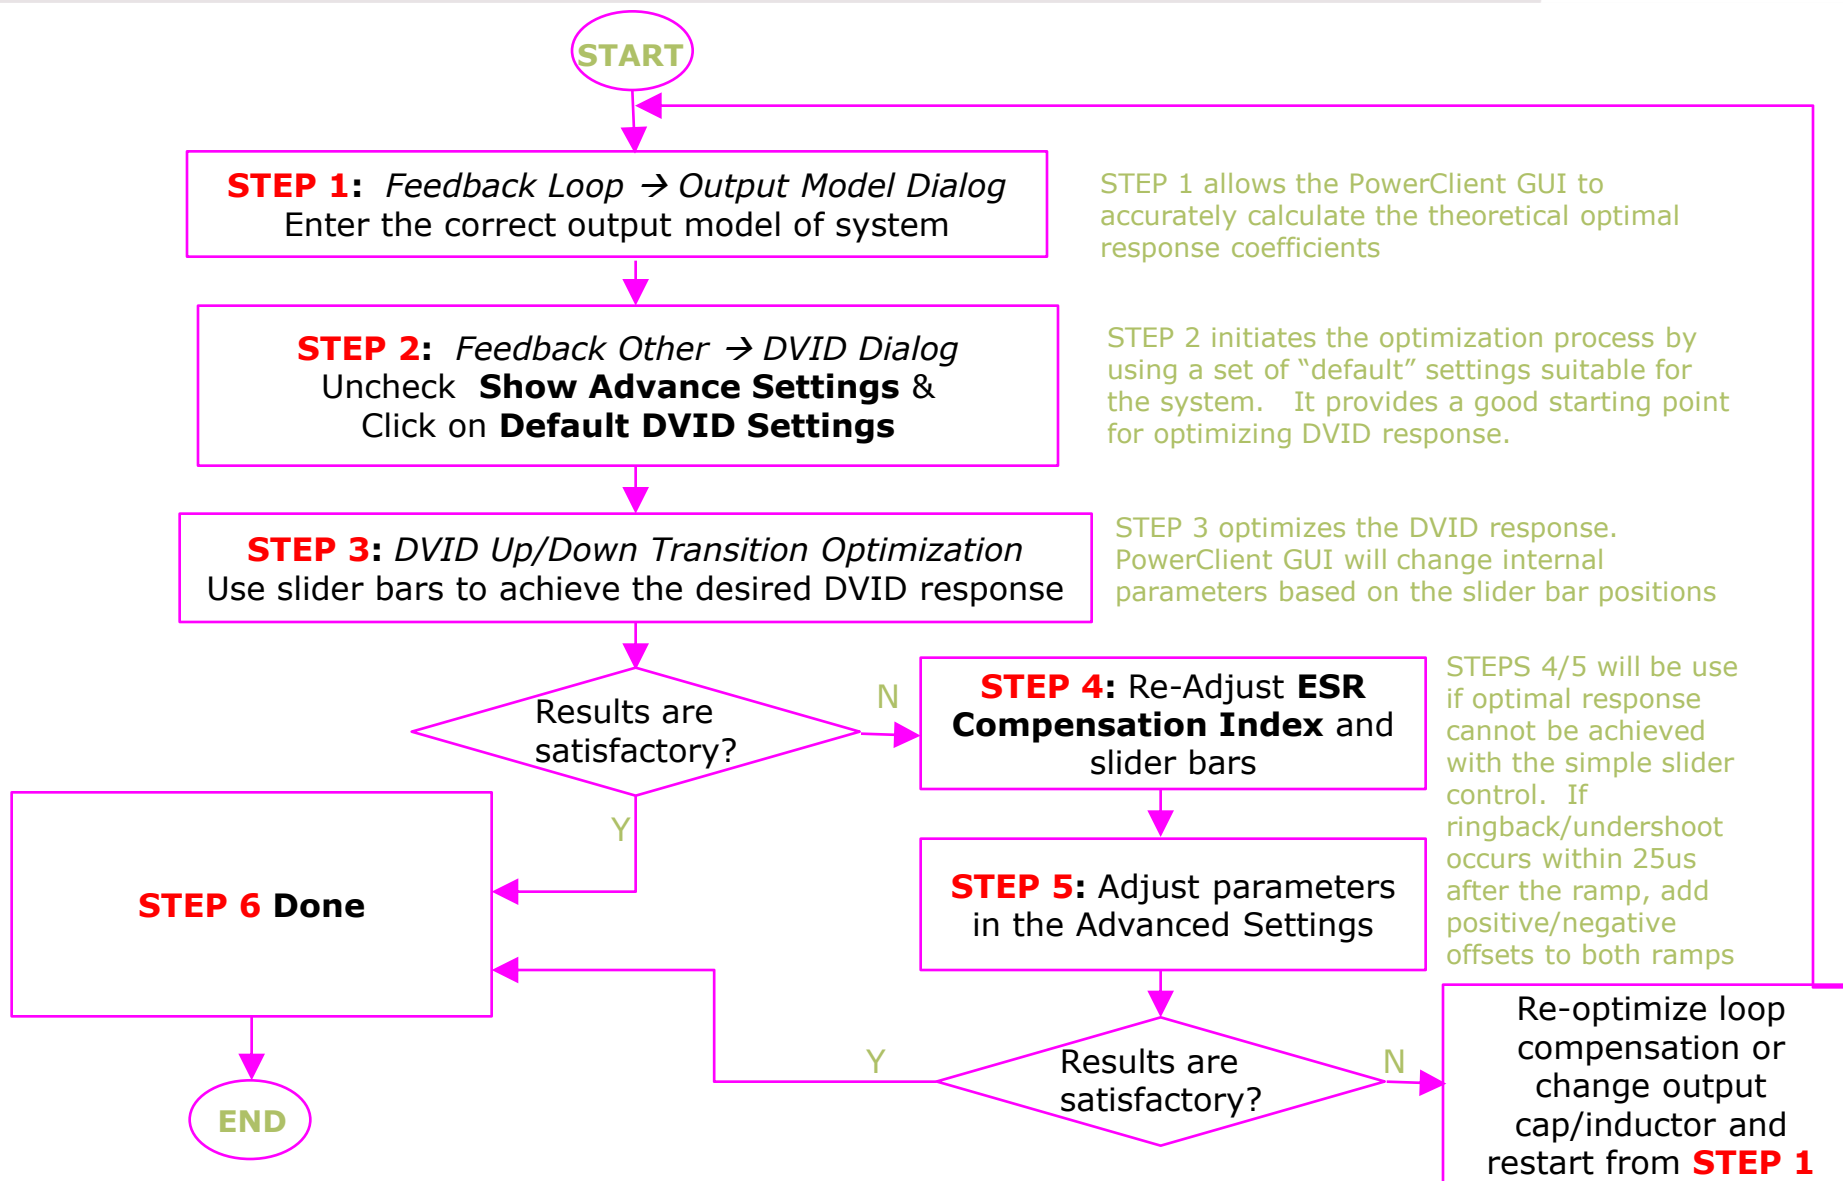 START
STEP 1: Feedback Loop → Output Model Dialog
Enter the correct output model of system
STEP 1 allows the PowerClient GUI to
accurately calculate the theoretical optimal
response coefficients
STEP 2: Feedback Other → DVID Dialog
Uncheck Show Advance Settings &
Click on Default DVID Settings
STEP 2 initiates the optimization process by
using a set of “default” settings suitable for
the system. It provides a good starting point
for optimizing DVID response.
STEP 3: DVID Up/Down Transition Optimization
Use slider bars to achieve the desired DVID response
STEP 3 optimizes the DVID response.
PowerClient GUI will change internal
parameters based on the slider bar positions
Results are
satisfactory?
N
Y
STEP 4: Re-Adjust ESR
Compensation Index and
slider bars
STEPS 4/5 will be use
if optimal response
cannot be achieved
with the simple slider
control. If
ringback/undershoot
occurs within 25us
after the ramp, add
positive/negative
offsets to both ramps
STEP 5: Adjust parameters
in the Advanced Settings
STEP 6 Done
Results are
satisfactory?
Y
N
Re-optimize loop
compensation or
change output
cap/inductor and
restart from STEP 1
END